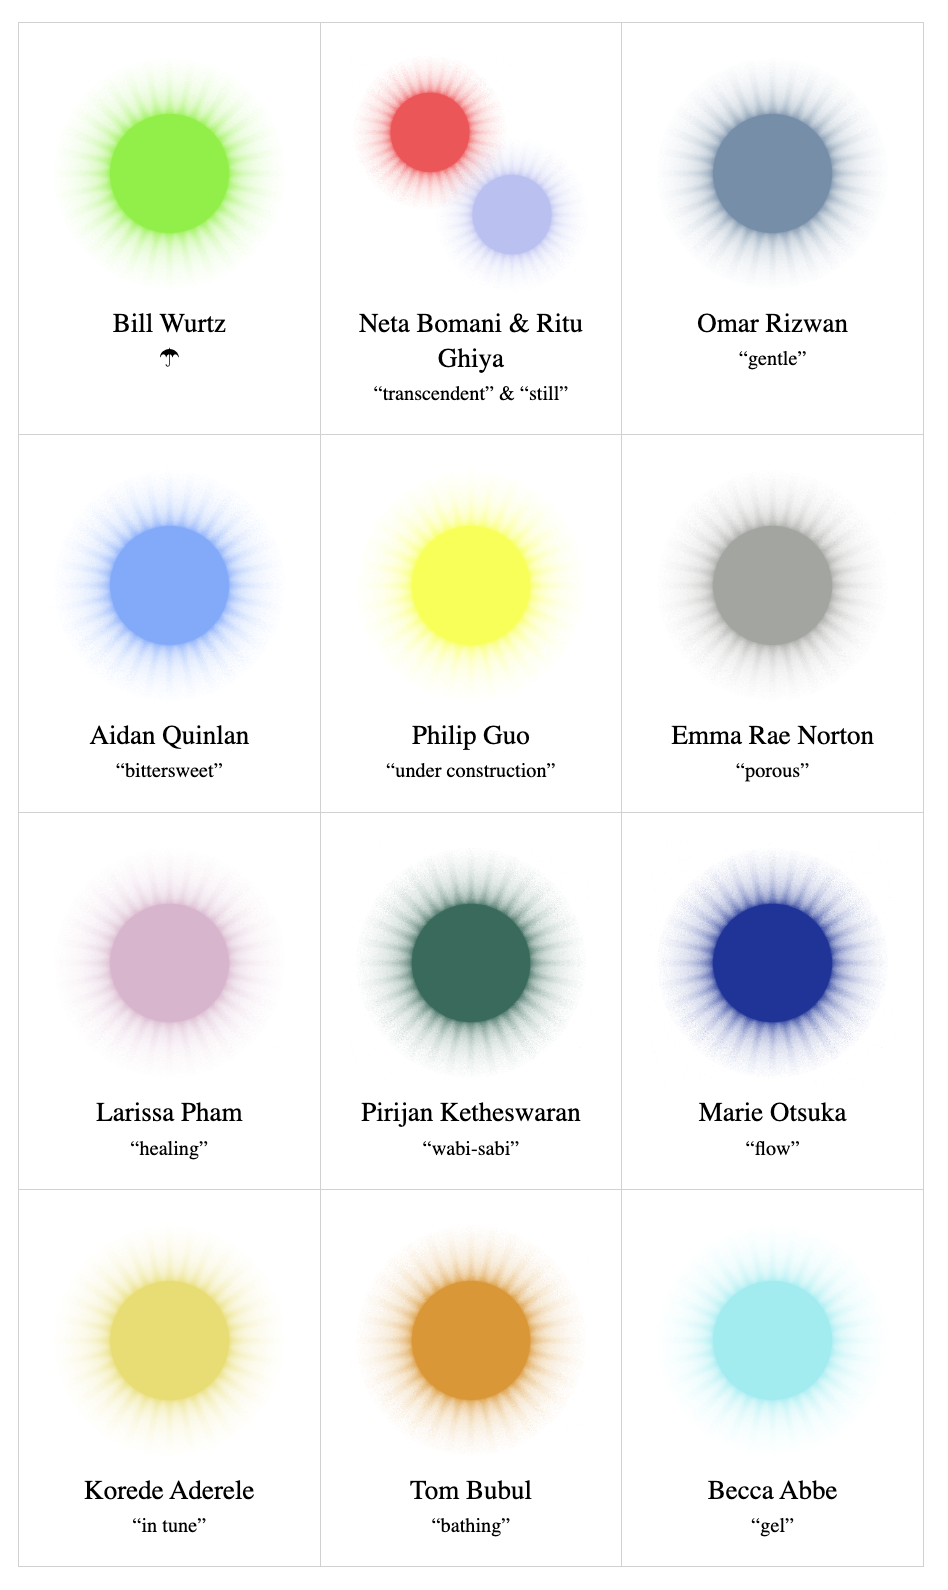 Bill Wurtz
☂
Neta Bomani & Ritu
Ghiya
“transcendent” & “still”
Omar Rizwan
“gentle”
Aidan Quinlan
“bittersweet”
Philip Guo
“under construction”
Emma Rae Norton
“porous”
Larissa Pham
“healing”
Pirijan Ketheswaran
“wabi-sabi”
Marie Otsuka
“flow”
Korede Aderele
“in tune”
Tom Bubul
“bathing”
Becca Abbe
“gel”